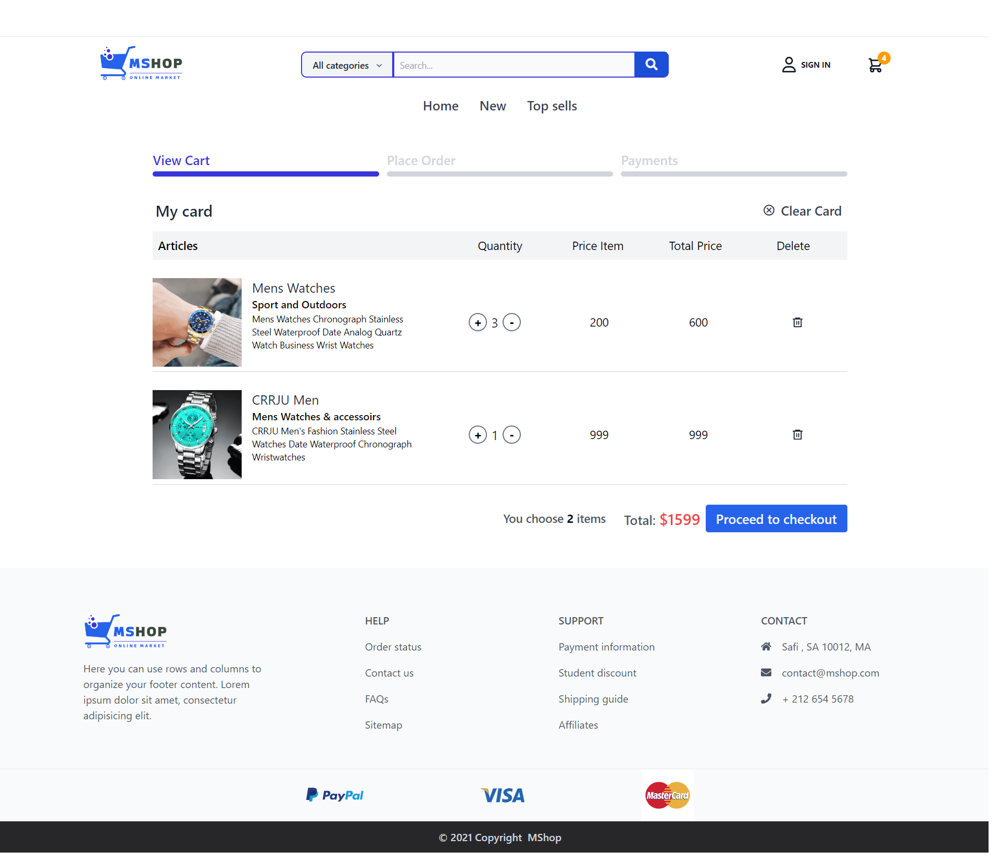 MSHOP
ONLINE MARKET
All categories
Search...
SIGN IN
4
Home New Top sells
View Cart Place Order Payments
My card
Clear Card
Articles Quantity Price Item Total Price Delete
Mens Watches
Sport and Outdoors
Mens Watches Chronograph Stainless
Steel Waterproof Date Analog Quartz
Watch Business Wrist Watches
+ 3 - 200 600
CRRJU Men
Mens Watches & accessoirs
CRRJU Men's Fashion Stainless Steel
Watches Date Waterproof Chronograph
Wristwatches
+ 1 - 999 999
You choose 2 items Total: $1599 Proceed to checkout
MSHOP
ONLINE MARKET
Here you can use rows and columns to
organize your footer content. Lorem
ipsum dolor sit amet, consectetur
adipisicing elit.
HELP
Order status
Contact us
FAQs
Sitemap
SUPPORT
Payment information
Student discount
Shipping guide
Affiliates
CONTACT
Safi , SA 10012, MA
contact@mshop.com
+ 212 654 5678
PayPal
VISA
MasterCard
© 2021 Copyright MShop